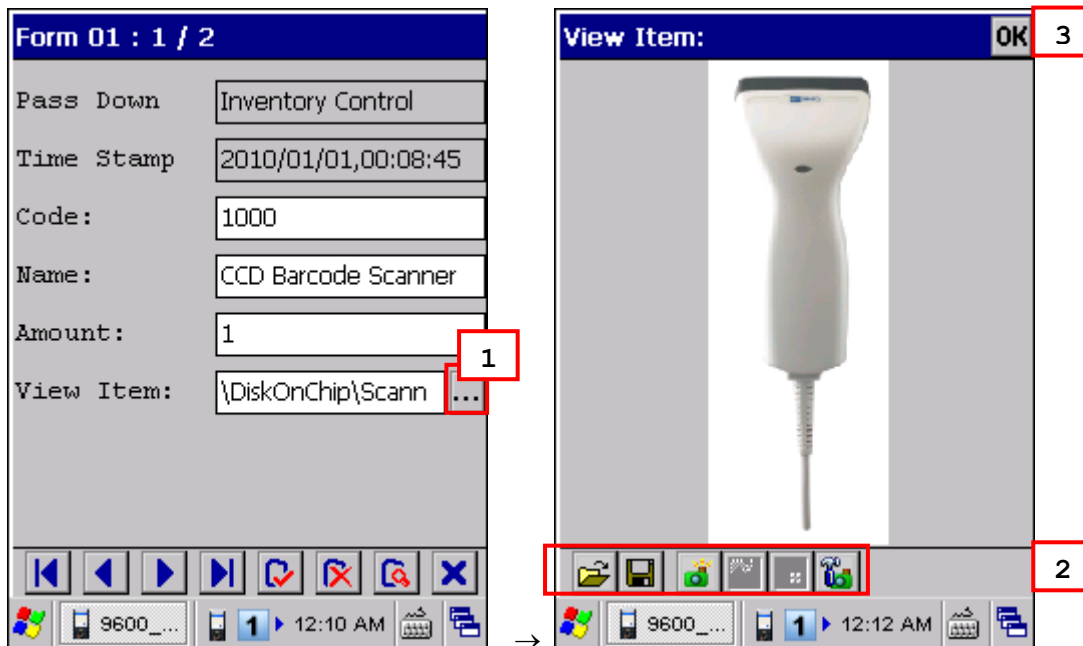 Form 01 : 1 / 2
Pass Down
Inventory Control
Time Stamp
2010/01/01,00:08:45
Code:
1000
Name:
CCD Barcode Scanner
Amount:
1
1
View Item:
\DiskOnChip\Scann
...
9600_...
1
12:10 AM
→
View Item:
OK
3
2
9600_...
1
12:12 AM